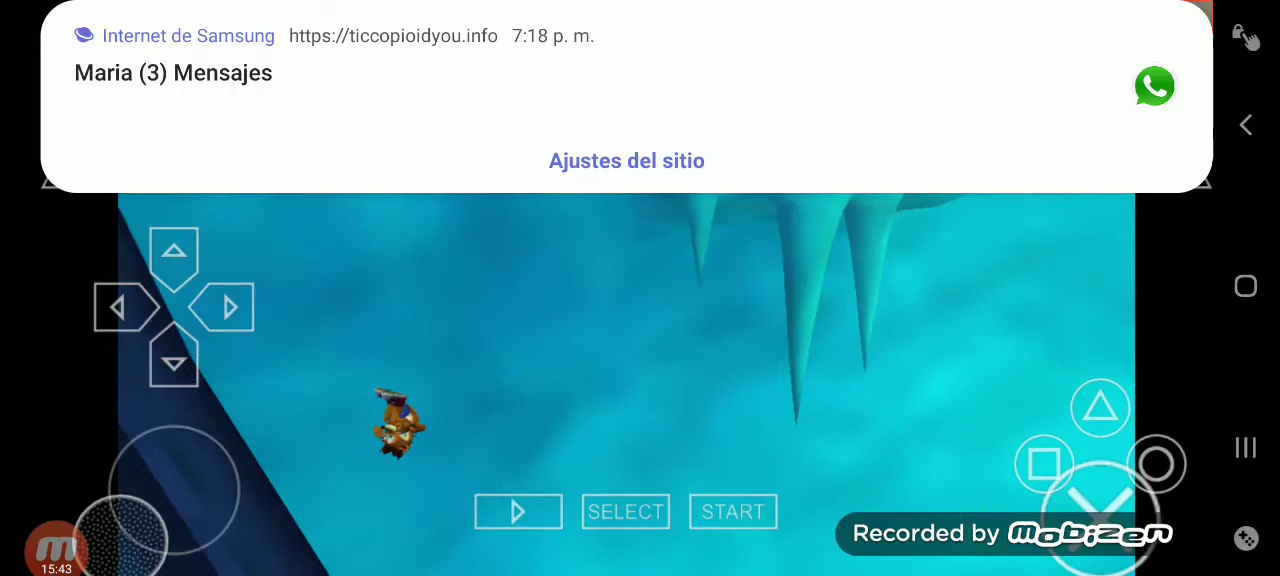 Internet de Samsung https://ticcopioidyou.info 7:18 p. m.
Maria (3) Mensajes
Ajustes del sitio
SELECT START
Recorded by mobizen
15:43